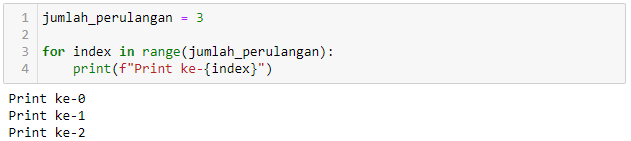 1 jumlah_perulangan = 3
2
3 for index in range(jumlah_perulangan):
4     print(f"Print ke-{index}")
Print ke-0
Print ke-1
Print ke-2